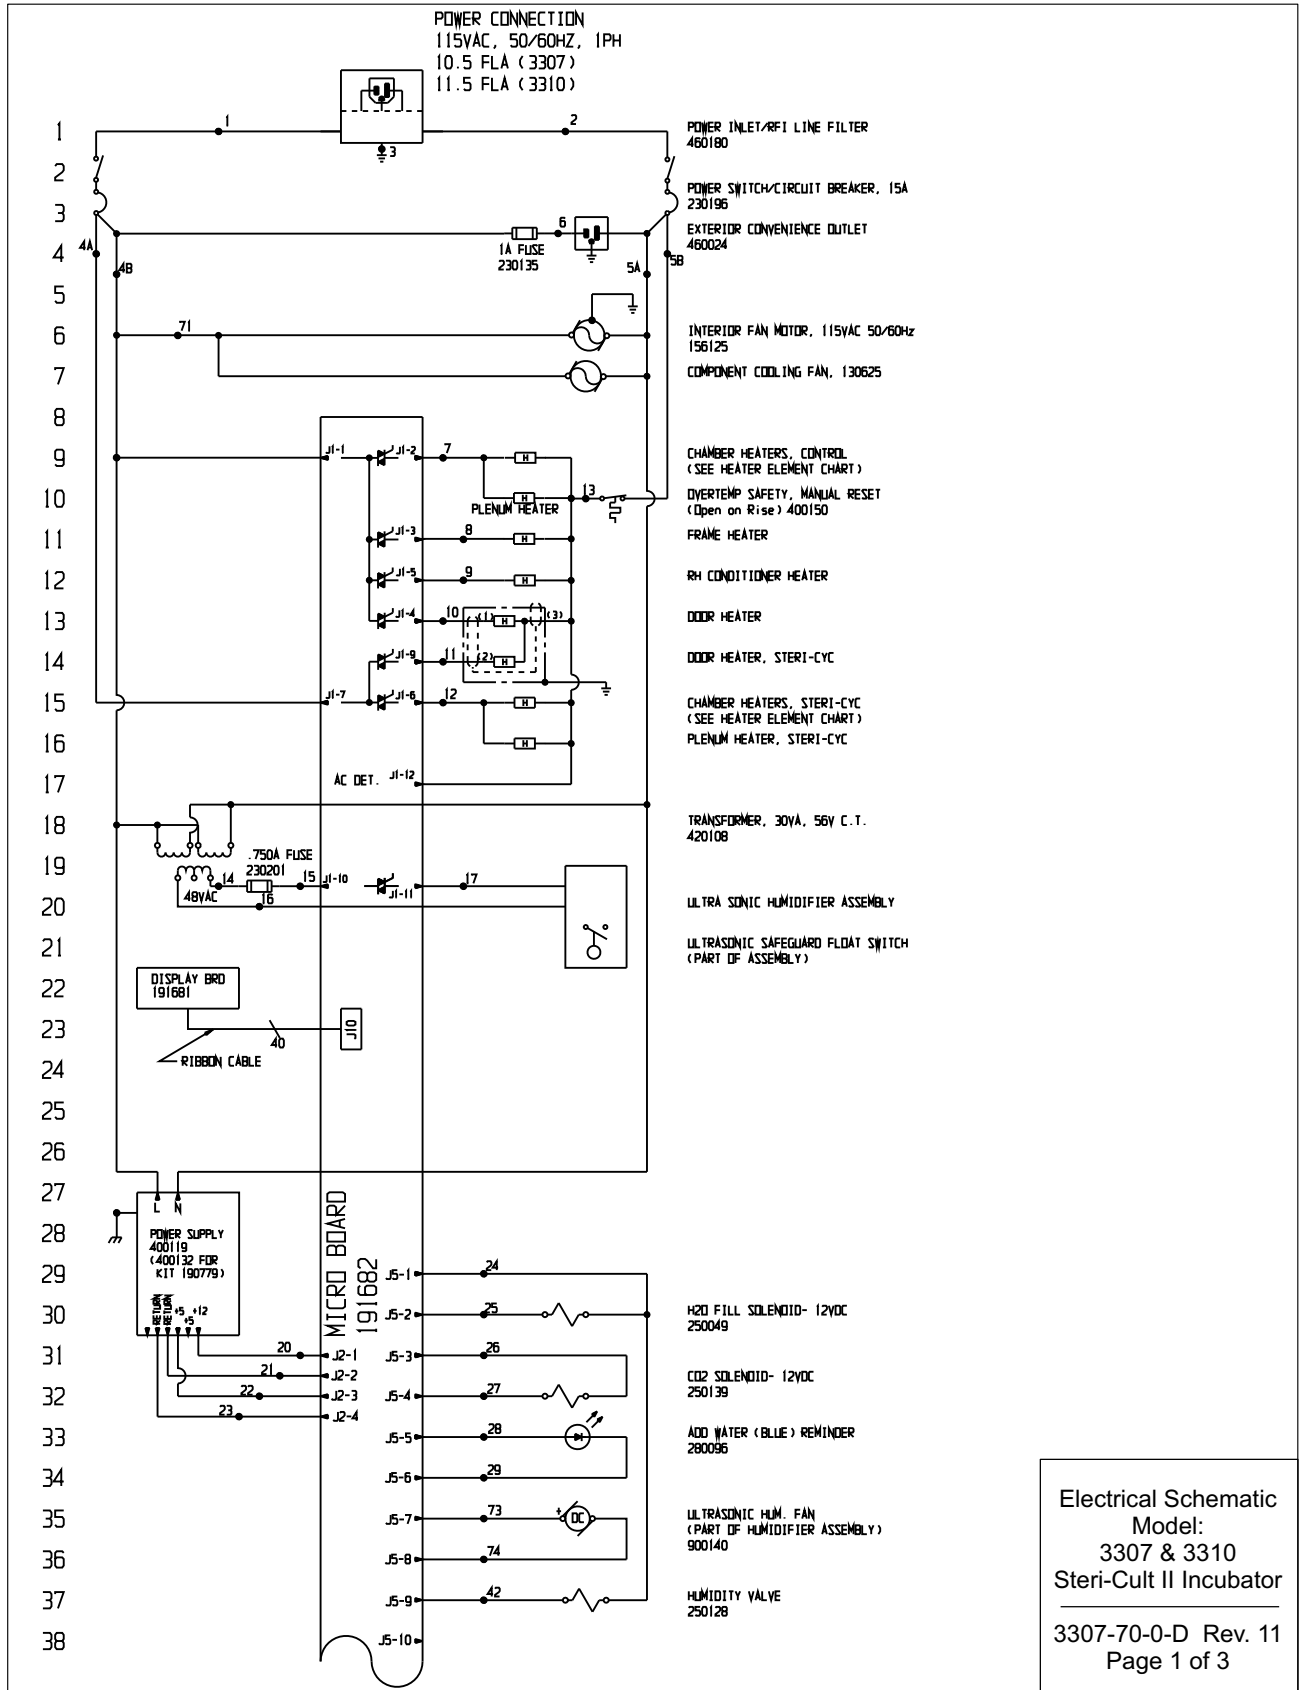 POWER CONNECTION
115VAC, 50/60HZ, 1PH
10.5 FLA (3307)
11.5 FLA (3310)
1
1
2
POWER INLET/RFI LINE FILTER
460180
3
2
POWER SWITCH/CIRCUIT BREAKER, 15A
230196
3
6
EXTERIOR CONVENIENCE OUTLET
460024
4
4A
1A FUSE
230135
5B
4B
5A
5
6
71
INTERIOR FAN MOTOR, 115VAC 50/60Hz
156125
7
COMPONENT COOLING FAN, 130625
8
9
J1-1
J1-2
7
H
CHAMBER HEATERS, CONTROL
(SEE HEATER ELEMENT CHART)
10
H
13
OVERTEMP SAFETY, MANUAL RESET
(Open on Rise) 400150
PLENUM HEATER
11
J1-3
8
H
FRAME HEATER
12
J1-5
9
H
RH CONDITIONER HEATER
13
J1-4
10
(1)
H
(3)
DOOR HEATER
14
J1-9
11
(2)
H
DOOR HEATER, STERI-CYC
15
J1-7
J1-6
12
H
CHAMBER HEATERS, STERI-CYC
(SEE HEATER ELEMENT CHART)
16
H
PLENUM HEATER, STERI-CYC
17
AC DET.
J1-12
18
TRANSFORMER, 30VA, 56V C.T.
420108
19
.750A FUSE
230201
14
15
J1-10
J1-11
17
48VAC
16
20
ULTRA SONIC HUMIDIFIER ASSEMBLY
21
ULTRASONIC SAFEGUARD FLOAT SWITCH
(PART OF ASSEMBLY)
22
DISPLAY BRD
191681
23
40
J10
RIBBON CABLE
24
25
26
27
L N
28
POWER SUPPLY
400119
(400132 FOR
KIT 190779)
MICRO BOARD
191682
29
J5-1
24
30
RETURN
RETURN
+5
+5
+12
J5-2
25
H2O FILL SOLENOID- 12VDC
250049
31
20
J2-1
J5-3
26
21
J2-2
CO2 SOLENOID- 12VDC
250139
32
22
J2-3
J5-4
27
23
J2-4
33
J5-5
28
ADD WATER (BLUE) REMINDER
280096
34
J5-6
29
35
J5-7
73
+
DC
ULTRASONIC HUM. FAN
(PART OF HUMIDIFIER ASSEMBLY)
900140
36
J5-8
74
37
J5-9
42
HUMIDITY VALVE
250128
38
J5-10
Electrical Schematic
Model:
3307 & 3310
Steri-Cult II Incubator
3307-70-0-D Rev. 11
Page 1 of 3